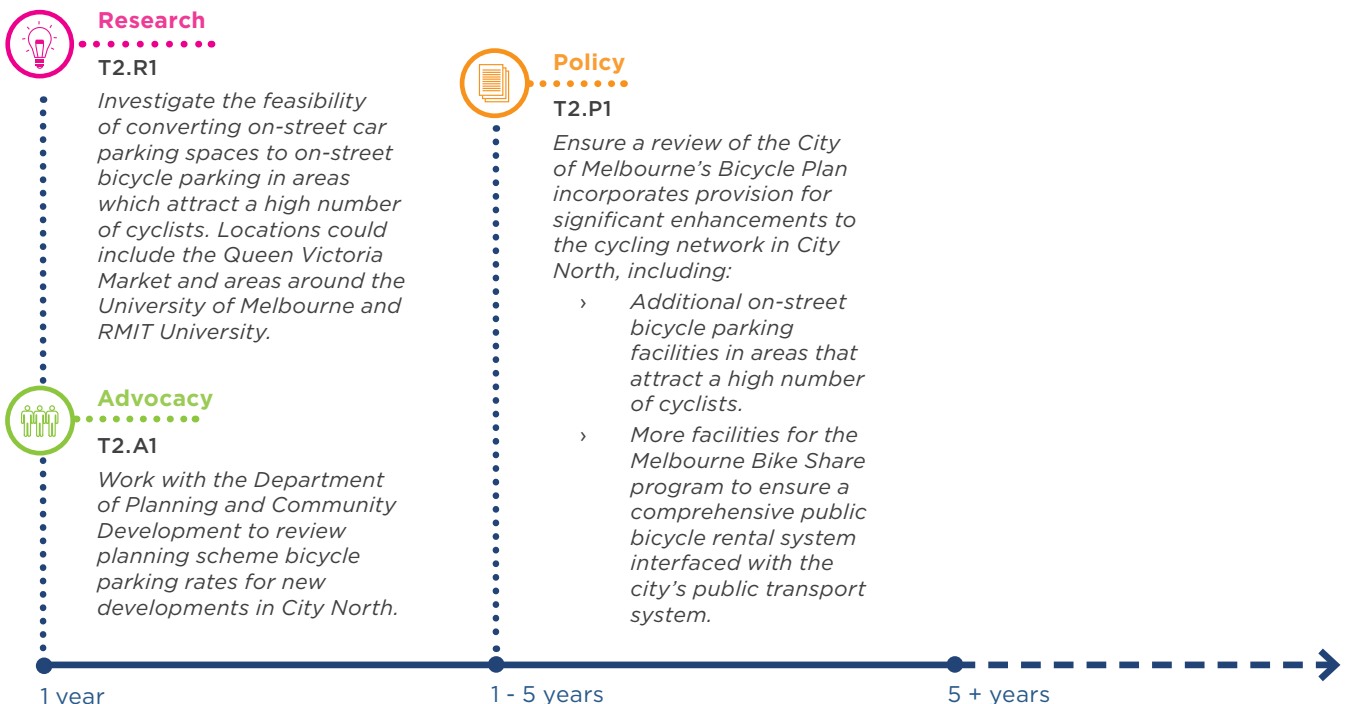 Research
T2.R1
Investigate the feasibility
of converting on-street car
parking spaces to on-street
bicycle parking in areas
which attract a high number
of cyclists. Locations could
include the Queen Victoria
Market and areas around the
University of Melbourne and
RMIT University.
Advocacy
T2.A1
Work with the Department
of Planning and Community
Development to review
planning scheme bicycle
parking rates for new
developments in City North.
Policy
T2.P1
Ensure a review of the City
of Melbourne's Bicycle Plan
incorporates provision for
significant enhancements to
the cycling network in City
North, including:
› Additional on-street
bicycle parking
facilities in areas that
attract a high number
of cyclists.
› More facilities for the
Melbourne Bike Share
program to ensure a
comprehensive public
bicycle rental system
interfaced with the
city's public transport
system.
1 year
1 - 5 years
5 + years